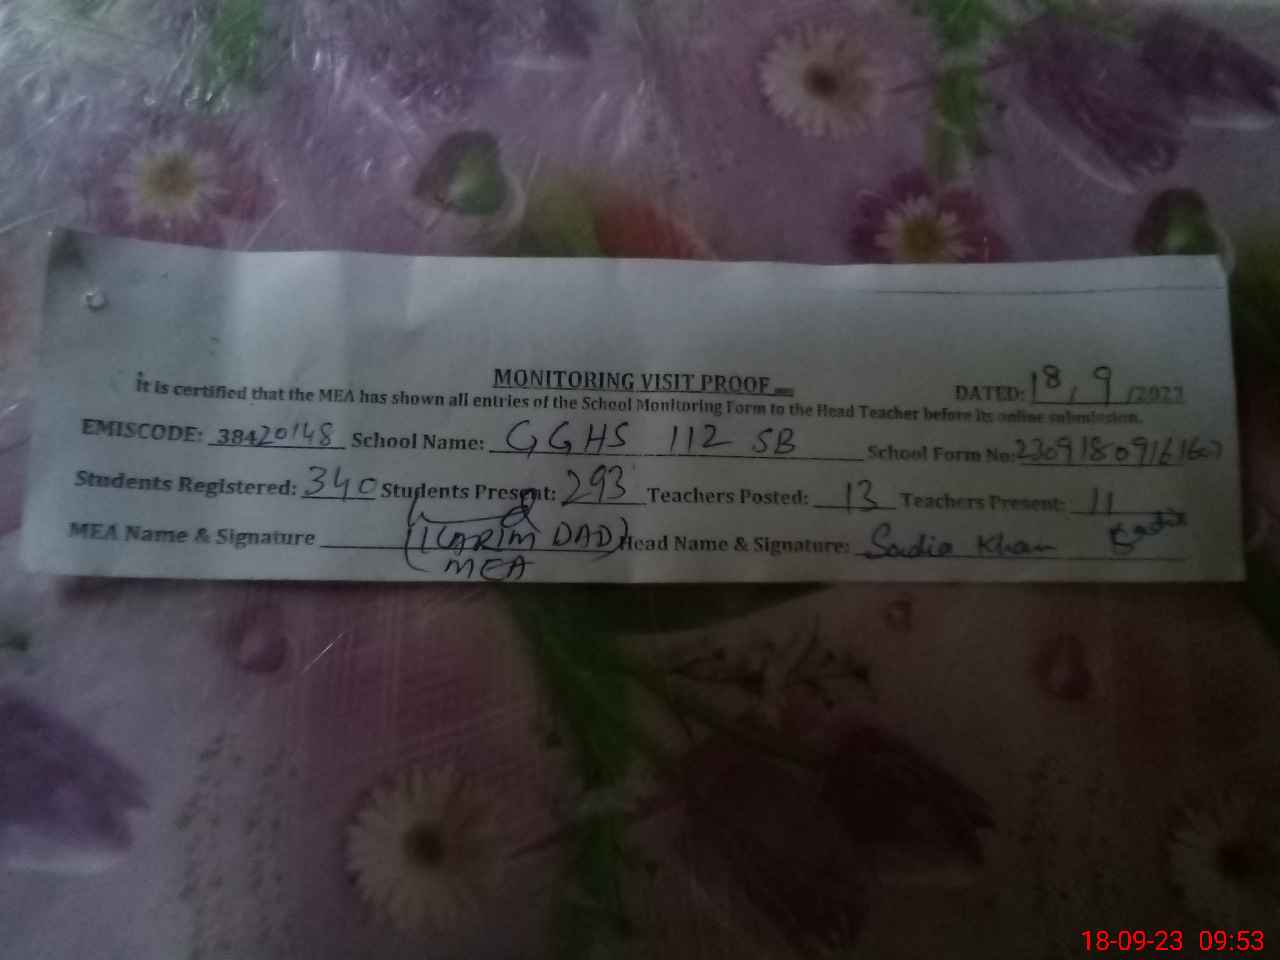 MONITORING VISIT PROOF
DATED: 18/9/2023
It is certified that the MEA has shown all entries of the School Monitoring Form to the Head Teacher before its online submission.
EMISCODE: 38420148 School Name: GGHS 112 SB School Form No:
Students Registered: 340 Students Present: 293 Teachers Posted: 13 Teachers Present: 11
MEA Name & Signature (KARIM DAD) Head Name & Signature: Sadia Khan
MEA
18-09-23 09:53